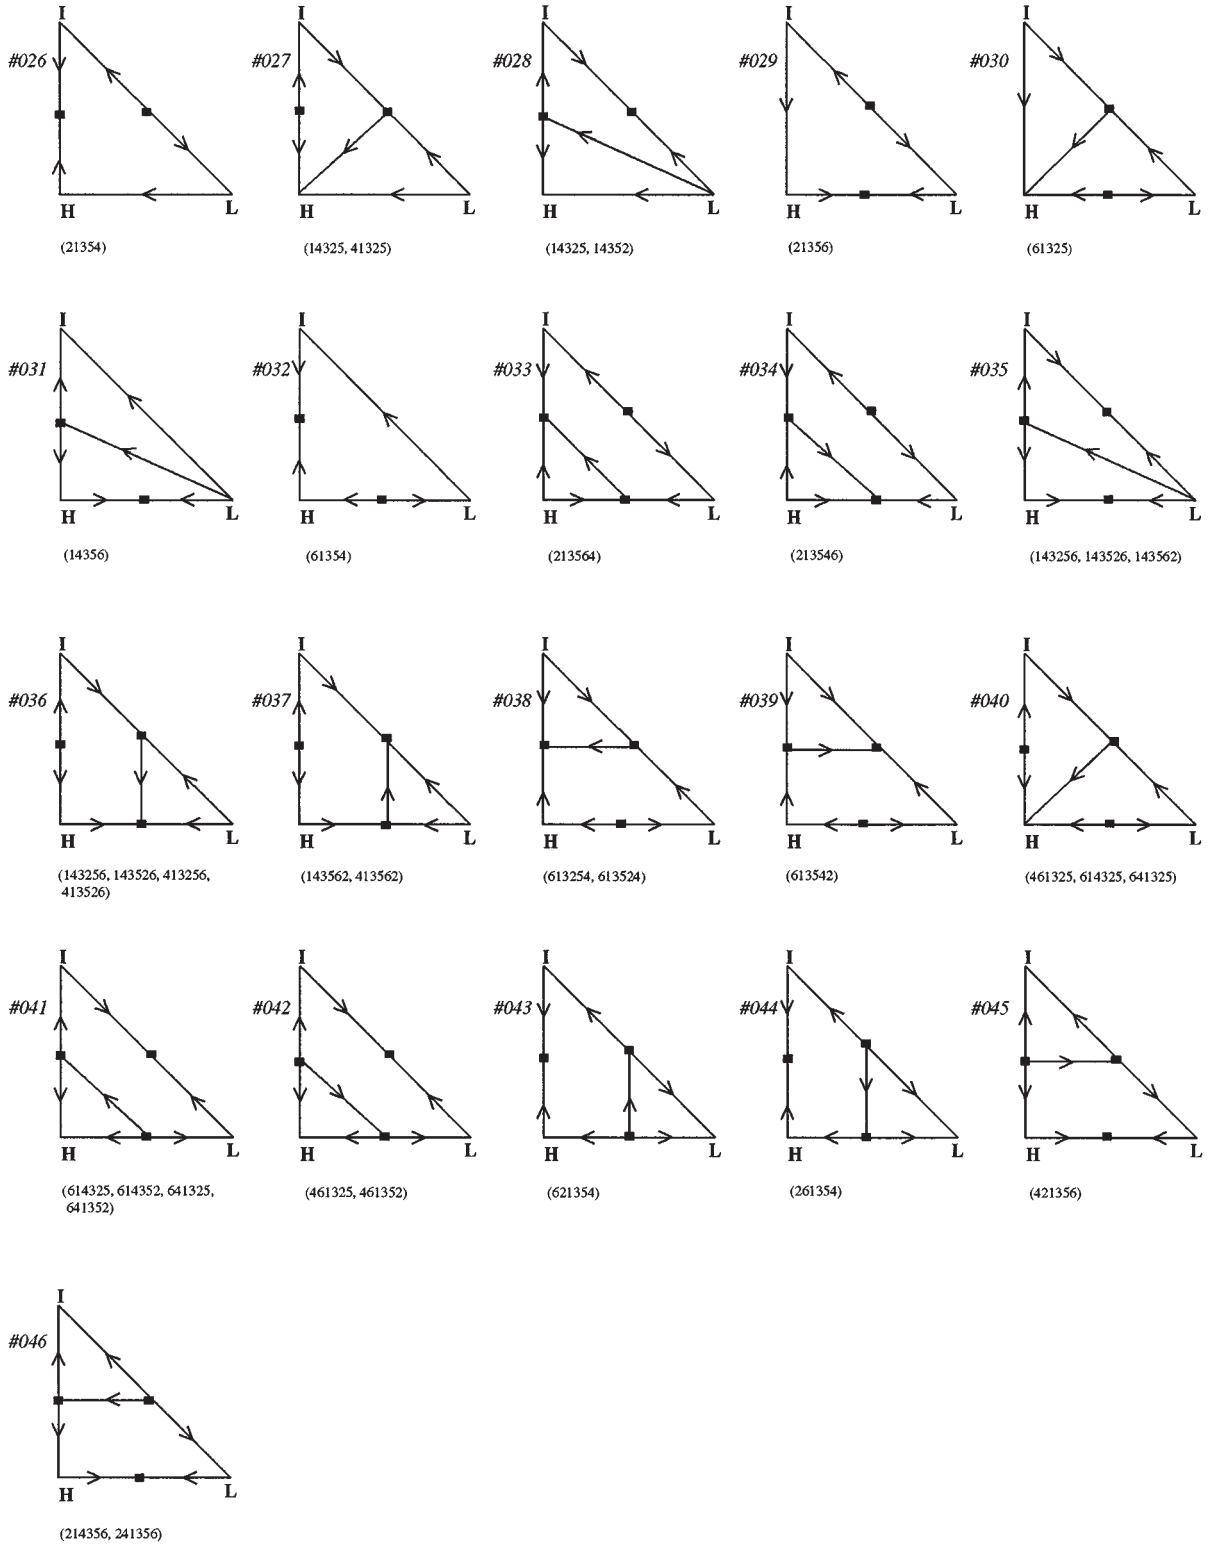 I I I I I
#026 #027 #028 #029 #030
H L H L H L H L H L
(21354) (14325, 41325) (14325, 14352) (21356) (61325)
I I I I I
#031 #032 #033 #034 #035
H L H L H L H L H L
(14356) (61354) (213564) (213546) (143256, 143526, 143562)
I I I I I
#036 #037 #038 #039 #040
H L H L H L H L H L
(143256, 143526, 413256, (143562, 413562) (613254, 613524) (613542) (461325, 614325, 641325)
413526)
I I I I I
#041 #042 #043 #044 #045
H L H L H L H L H L
(614325, 614352, 641325, (461325, 461352) (621354) (261354) (421356)
641352)
I
#046
H L
(214356, 241356)